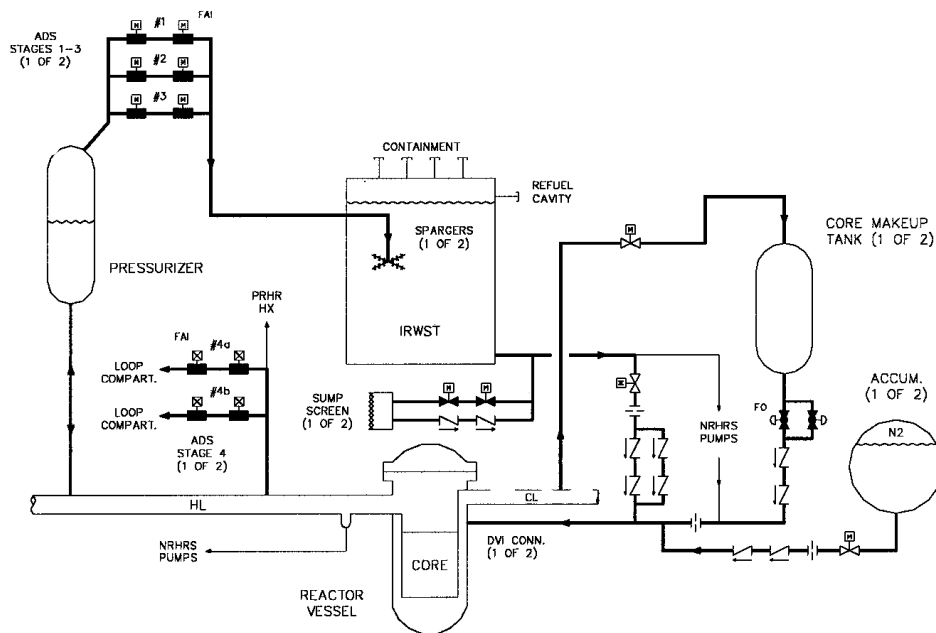 #1
FAI
M
M
ADS
STAGES 1-3
(1 OF 2)
#2
M
M
#3
M
M
CONTAINMENT
REFUEL
CAVITY
SPARGERS
(1 OF 2)
M
CORE MAKEUP
TANK (1 OF 2)
PRESSURIZER
PRHR
HX
IRWST
FAI
#4a
LOOP
COMPART.
#4b
LOOP
COMPART.
SUMP
SCREEN
(1 OF 2)
M
M
M
ACCUM.
(1 OF 2)
FO
NRHRS
PUMPS
N2
ADS
STAGE 4
(1 OF 2)
HL
CL
DVI CONN.
(1 OF 2)
M
NRHRS
PUMPS
CORE
REACTOR
VESSEL